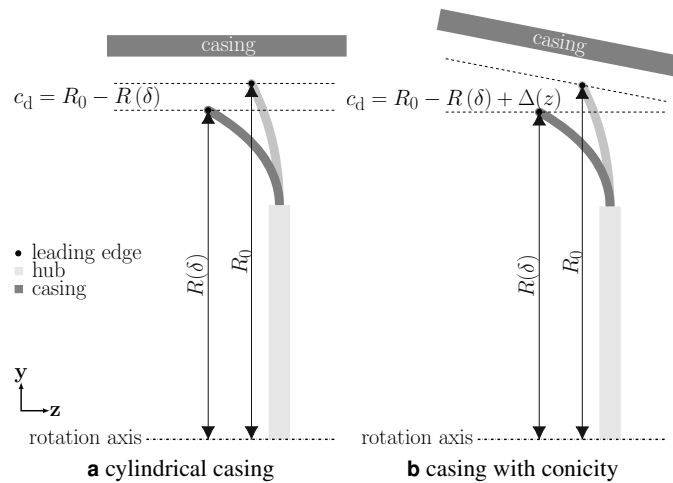 casing
c_d = R_0 − R(δ)
R(δ)
R_0
leading edge
hub
casing
y
z
rotation axis
a cylindrical casing
casing
c_d = R_0 − R(δ) + Δ(z)
R(δ)
R_0
rotation axis
b casing with conicity